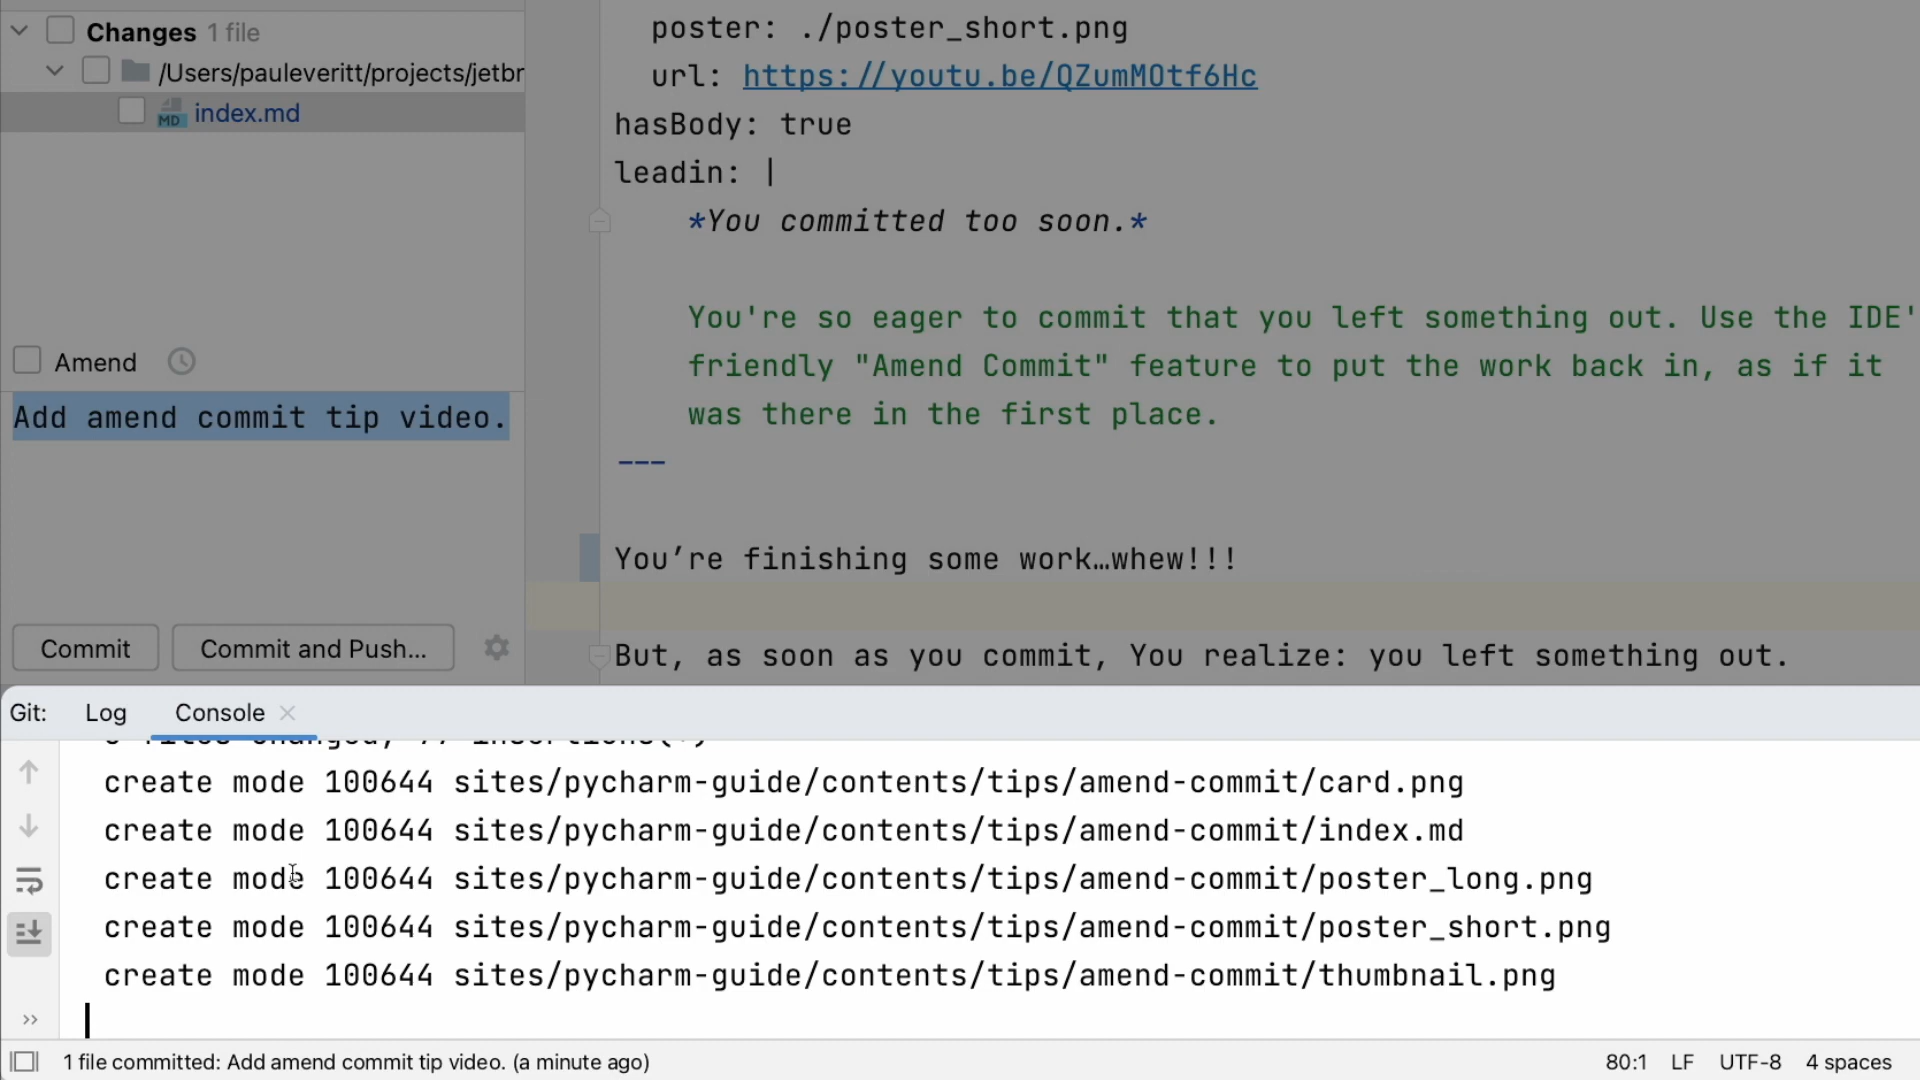 Changes 1 file
/Users/pauleveritt/projects/jetbr
MD index.md
Amend
Add amend commit tip video.
Commit
Commit and Push...
poster: ./poster_short.png
url: https://youtu.be/QZumMOtf6Hc
hasBody: true
leadin: |
*You committed too soon.*
You're so eager to commit that you left something out. Use the IDE'
friendly "Amend Commit" feature to put the work back in, as if it
was there in the first place.
---
You’re finishing some work…whew!!!
But, as soon as you commit, You realize: you left something out.
Git: Log Console
files changed, 77 insertions(+)
create mode 100644 sites/pycharm-guide/contents/tips/amend-commit/card.png
create mode 100644 sites/pycharm-guide/contents/tips/amend-commit/index.md
create mode 100644 sites/pycharm-guide/contents/tips/amend-commit/poster_long.png
create mode 100644 sites/pycharm-guide/contents/tips/amend-commit/poster_short.png
create mode 100644 sites/pycharm-guide/contents/tips/amend-commit/thumbnail.png
1 file committed: Add amend commit tip video. (a minute ago)
80:1 LF UTF-8 4 spaces